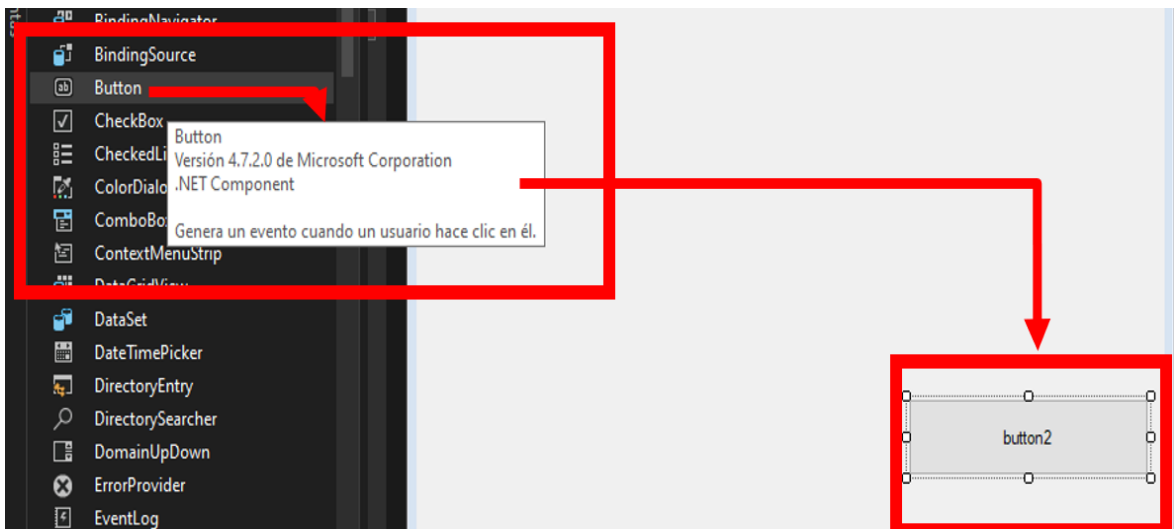 BindingNavigator
BindingSource
Button
CheckBox
Button
Versión 4.7.2.0 de Microsoft Corporation
.NET Component
Genera un evento cuando un usuario hace clic en él.
CheckedLi
ColorDialo
ComboBo
ContextMenuStrip
DataGridView
DataSet
DateTimePicker
DirectoryEntry
DirectorySearcher
DomainUpDown
ErrorProvider
EventLog
button2